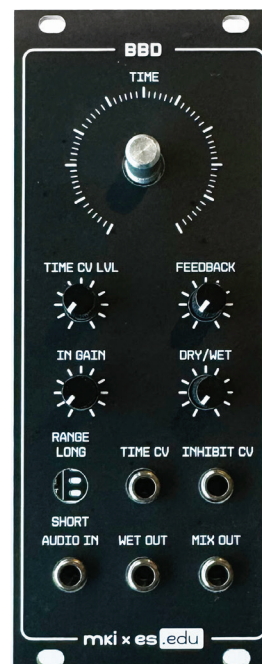 BBD
TIME
TIME CV LVL FEEDBACK
IN GAIN DRY/WET
RANGE
LONG TIME CV INHIBIT CV
SHORT
AUDIO IN WET OUT MIX OUT
mki x es.edu